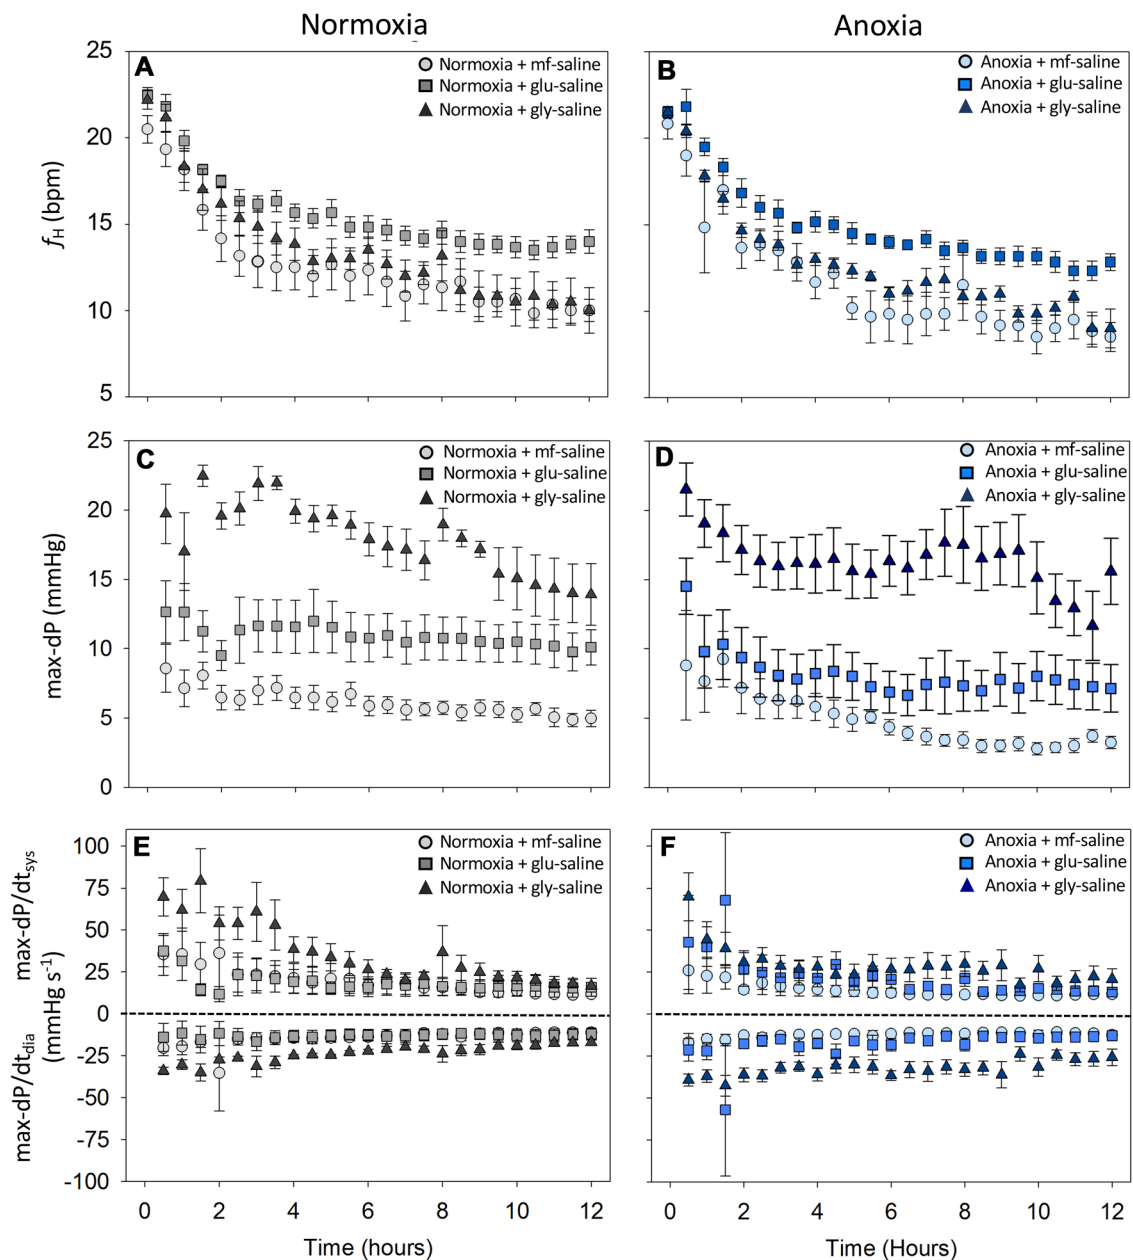 Normoxia
Anoxia
A
Normoxia + mf-saline
Normoxia + glu-saline
Normoxia + gly-saline
25
20
15
10
5
fH (bpm)
B
Anoxia + mf-saline
Anoxia + glu-saline
Anoxia + gly-saline
C
Normoxia + mf-saline
Normoxia + glu-saline
Normoxia + gly-saline
25
20
15
10
5
0
max-dP (mmHg)
D
Anoxia + mf-saline
Anoxia + glu-saline
Anoxia + gly-saline
E
Normoxia + mf-saline
Normoxia + glu-saline
Normoxia + gly-saline
100
75
50
25
0
-25
-50
-75
-100
max-dP/dtdia max-dP/dtsys
(mmHg s-1)
0 2 4 6 8 10 12
Time (hours)
F
Anoxia + mf-saline
Anoxia + glu-saline
Anoxia + gly-saline
0 2 4 6 8 10 12
Time (Hours)